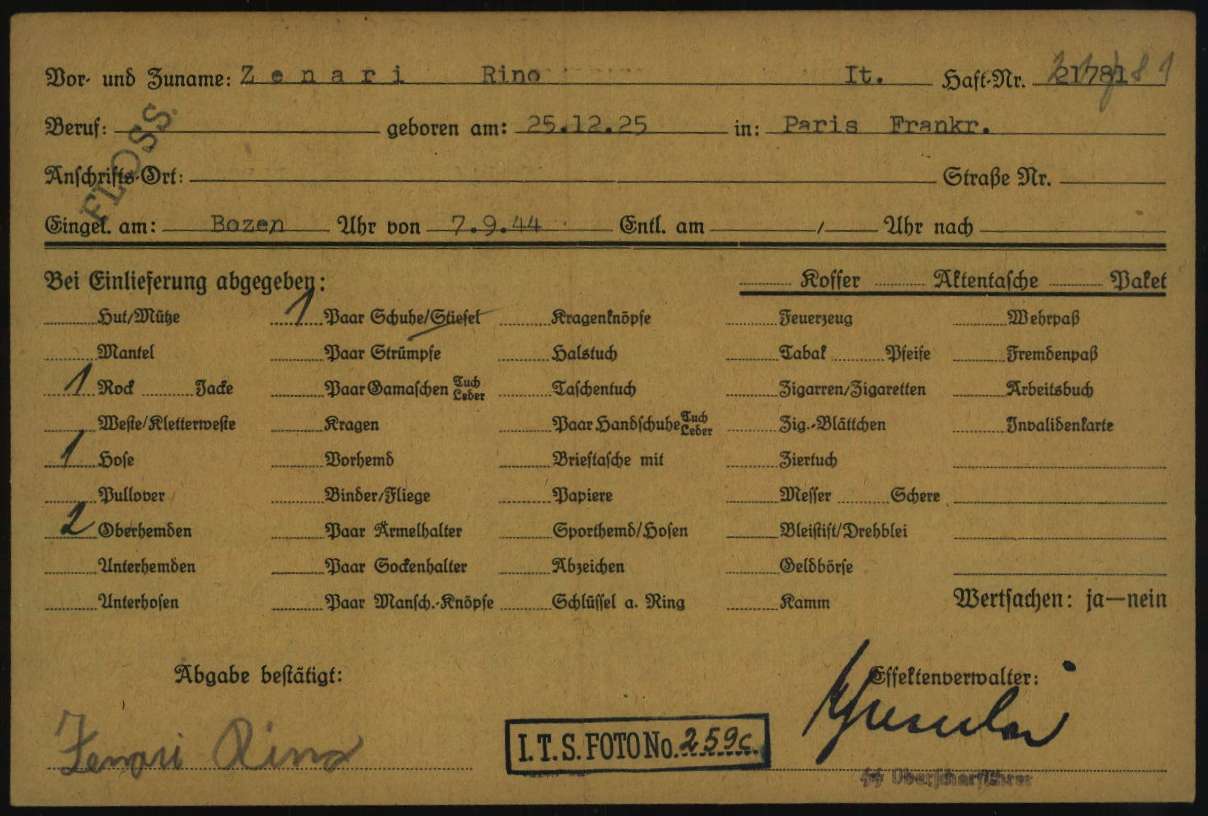 Vor- und Zuname: Zenari Rino It. Haft-Nr. 21781 21781
Beruf: geboren am: 25.12.25 in: Paris Frankr.
FLOSS.
Anschrifts-Ort: Straße Nr.
Eingel. am: Bozen Uhr von 7.9.44 Entl. am / Uhr nach
Bei Einlieferung abgegeben: Koffer Aktentasche Paket
Hut/Mütze 1 Paar Schuhe/Stiefel Kragenknöpfe Feuerzeug Wehrpaß
Mantel Paar Strümpfe Halstuch Tabak Pfeife Fremdenpaß
1 Rock Jacke Paar Gamaschen Tuch Leder Taschentuch Zigarren/Zigaretten Arbeitsbuch
Weste/Kletterweste Kragen Paar Handschuhe Tuch Leder Zig.-Blättchen Invalidenkarte
1 Hose Vorhemd Brieftasche mit Ziertuch
Pullover Binder/Fliege Papiere Messer Schere
2 Oberhemden Paar Ärmelhalter Sporthemd/Hosen Bleistift/Drehblei
Unterhemden Paar Sockenhalter Abzeichen Geldbörse
Unterhosen Paar Mansch.-Knöpfe Schlüssel a. Ring Kamm Wertsachen: ja—nein
Abgabe bestätigt: Effektenverwalter:
Zenari Rino I.T.S. FOTO No. 259c.
SS Oberscharführer